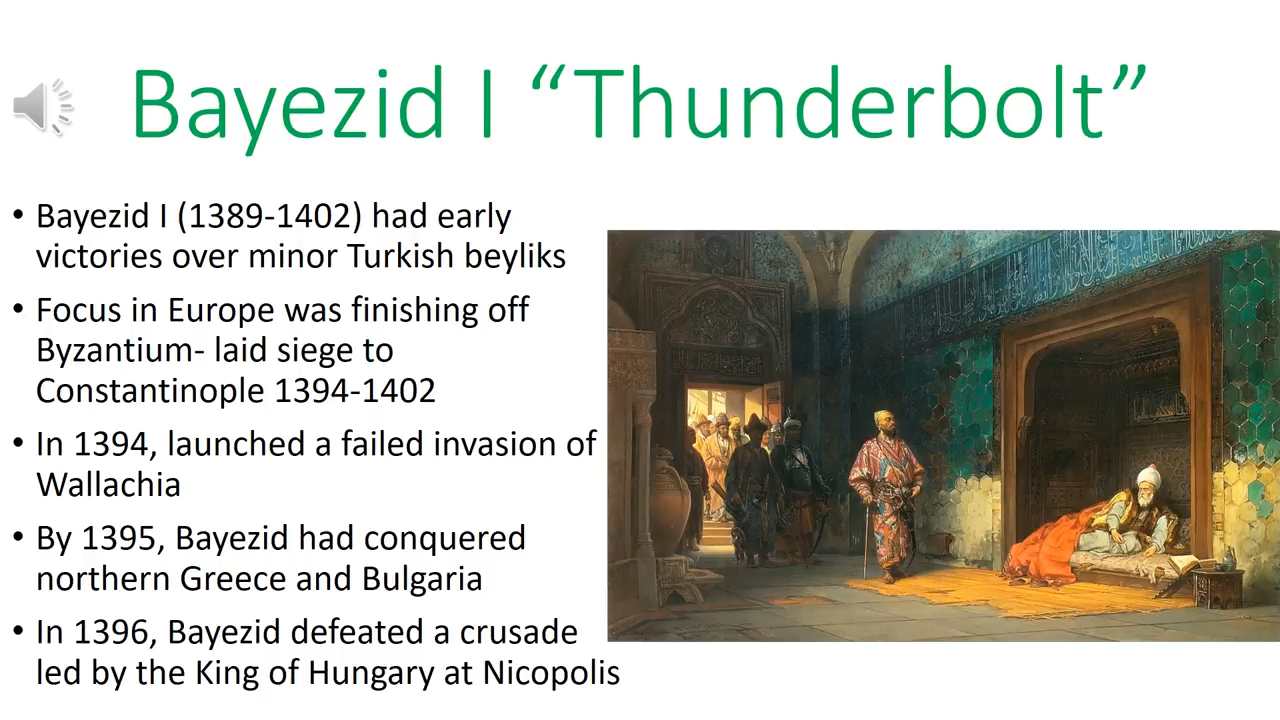 Bayezid I “Thunderbolt”
• Bayezid I (1389-1402) had early
victories over minor Turkish beyliks
• Focus in Europe was finishing off
Byzantium- laid siege to
Constantinople 1394-1402
• In 1394, launched a failed invasion of
Wallachia
• By 1395, Bayezid had conquered
northern Greece and Bulgaria
• In 1396, Bayezid defeated a crusade
led by the King of Hungary at Nicopolis